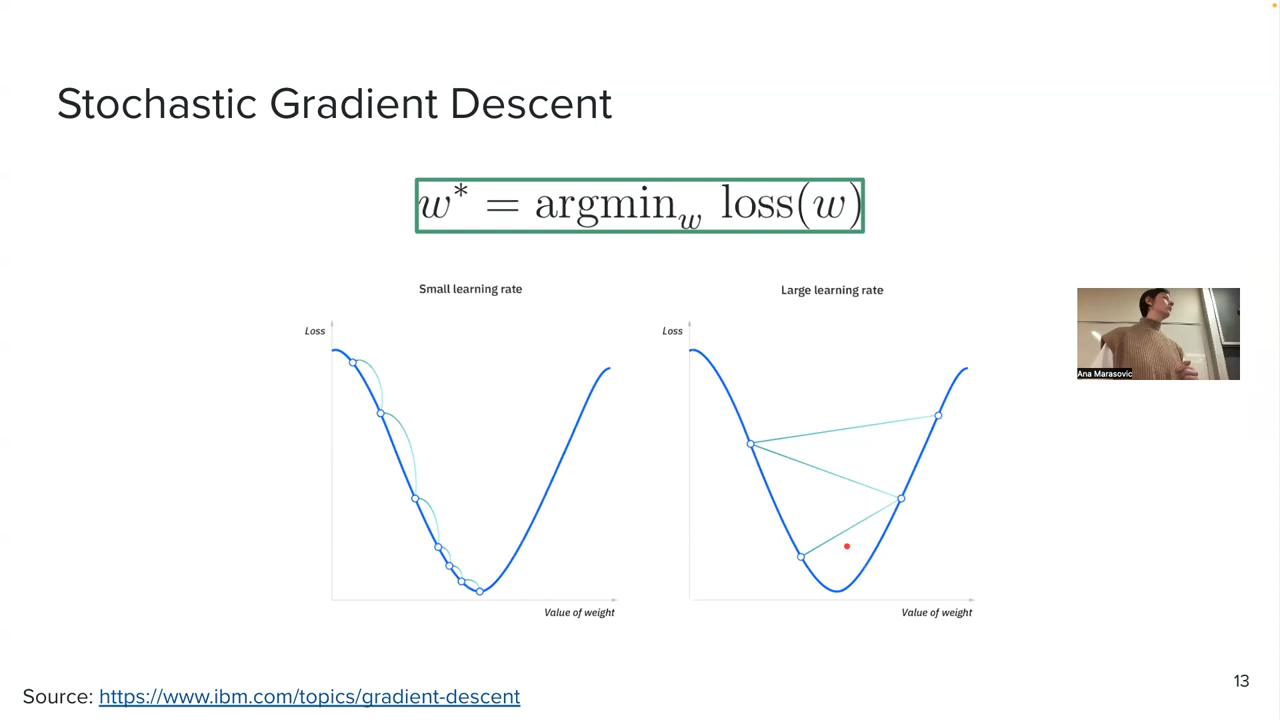 Stochastic Gradient Descent
w* = argmin_w loss(w)
Small learning rate
Large learning rate
Loss
Loss
Ana Marasovic
Value of weight
Value of weight
13
Source: https://www.ibm.com/topics/gradient-descent